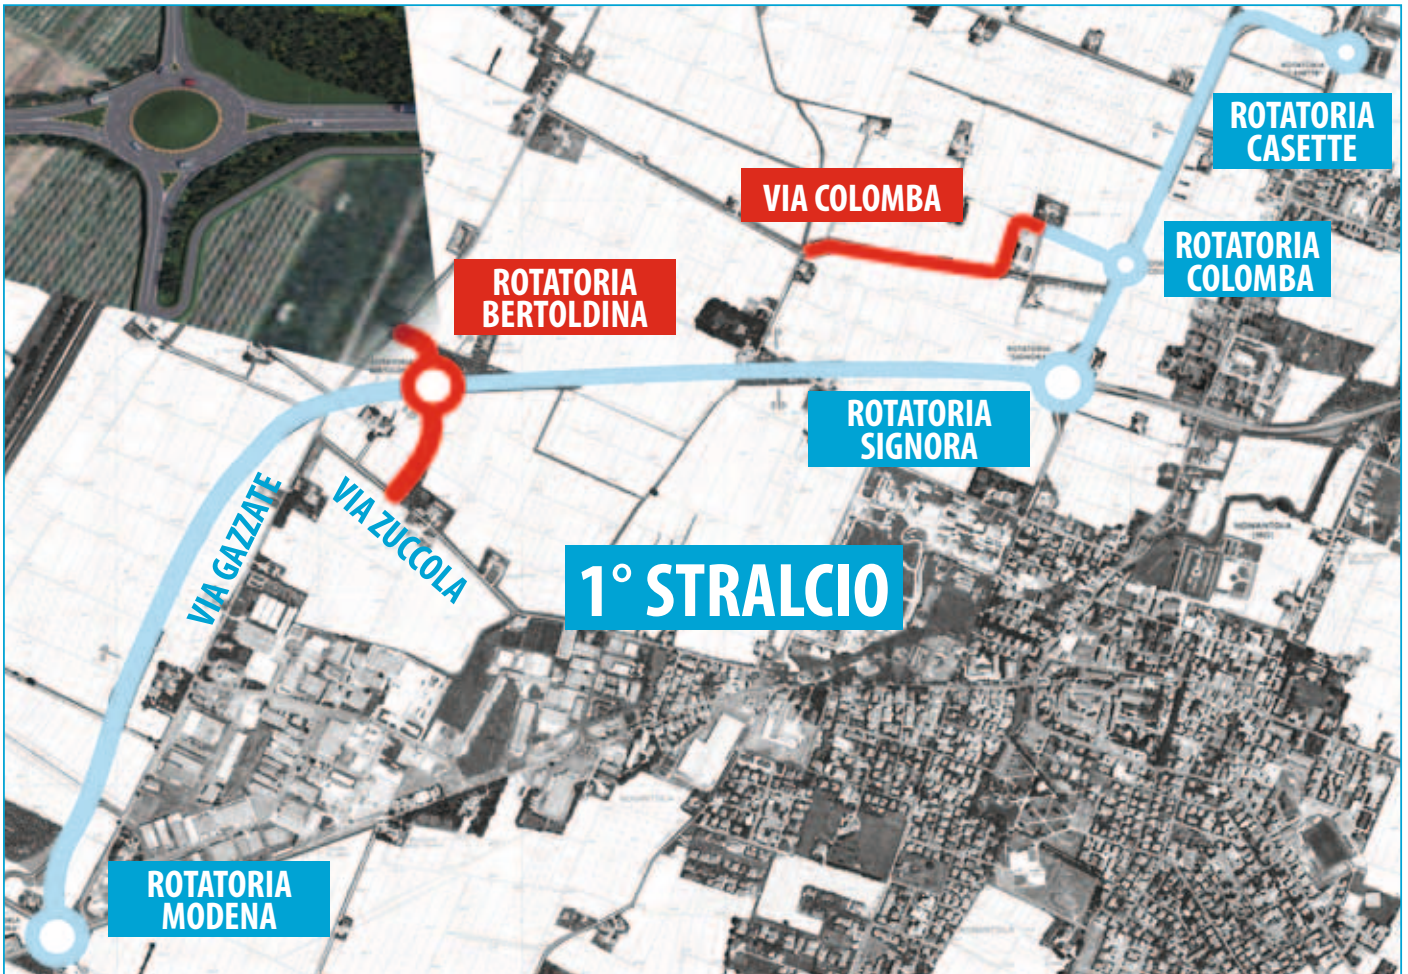 ROTATORIA
CASETTE
VIA COLOMBA
ROTATORIA
COLOMBA
ROTATORIA
BERTOLDINA
ROTATORIA
SIGNORA
VIA GAZZATE
VIA ZUCCOLA
1° STRALCIO
ROTATORIA
MODENA